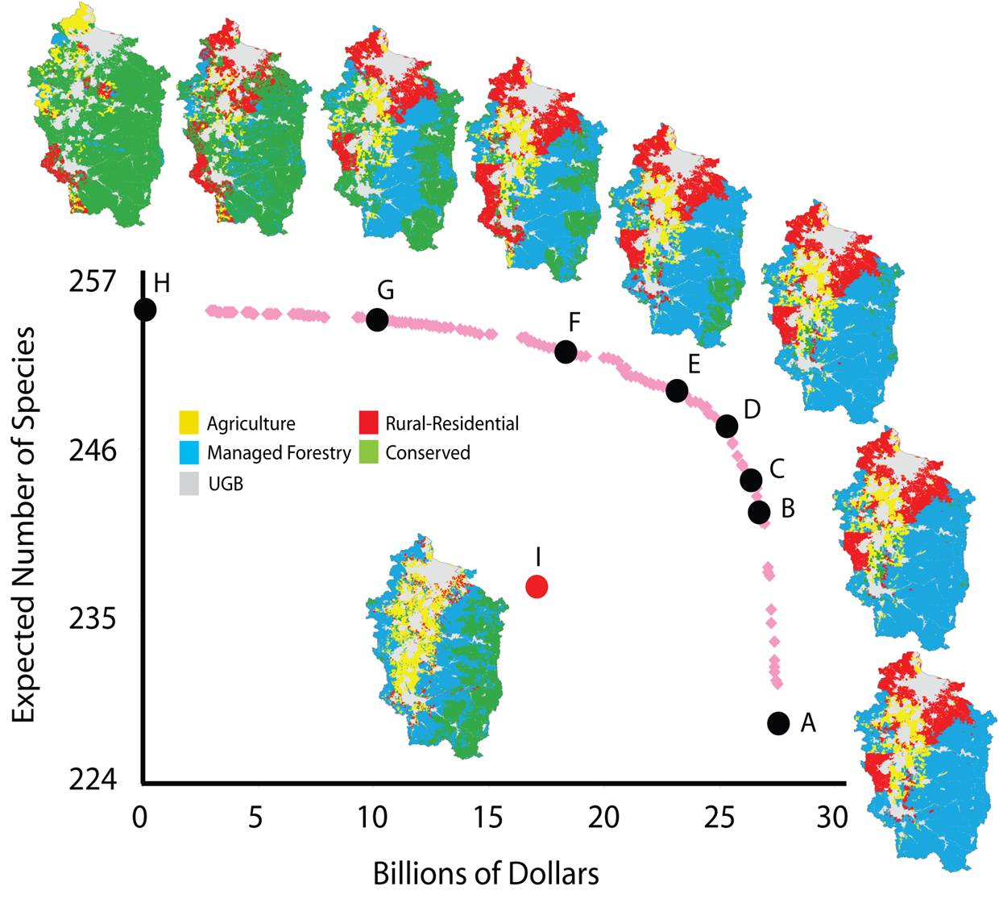 257
H
G
F
E
D
C
B
A
I
246
235
224
Expected Number of Species
Agriculture
Rural-Residential
Managed Forestry
Conserved
UGB
0 5 10 15 20 25 30
Billions of Dollars